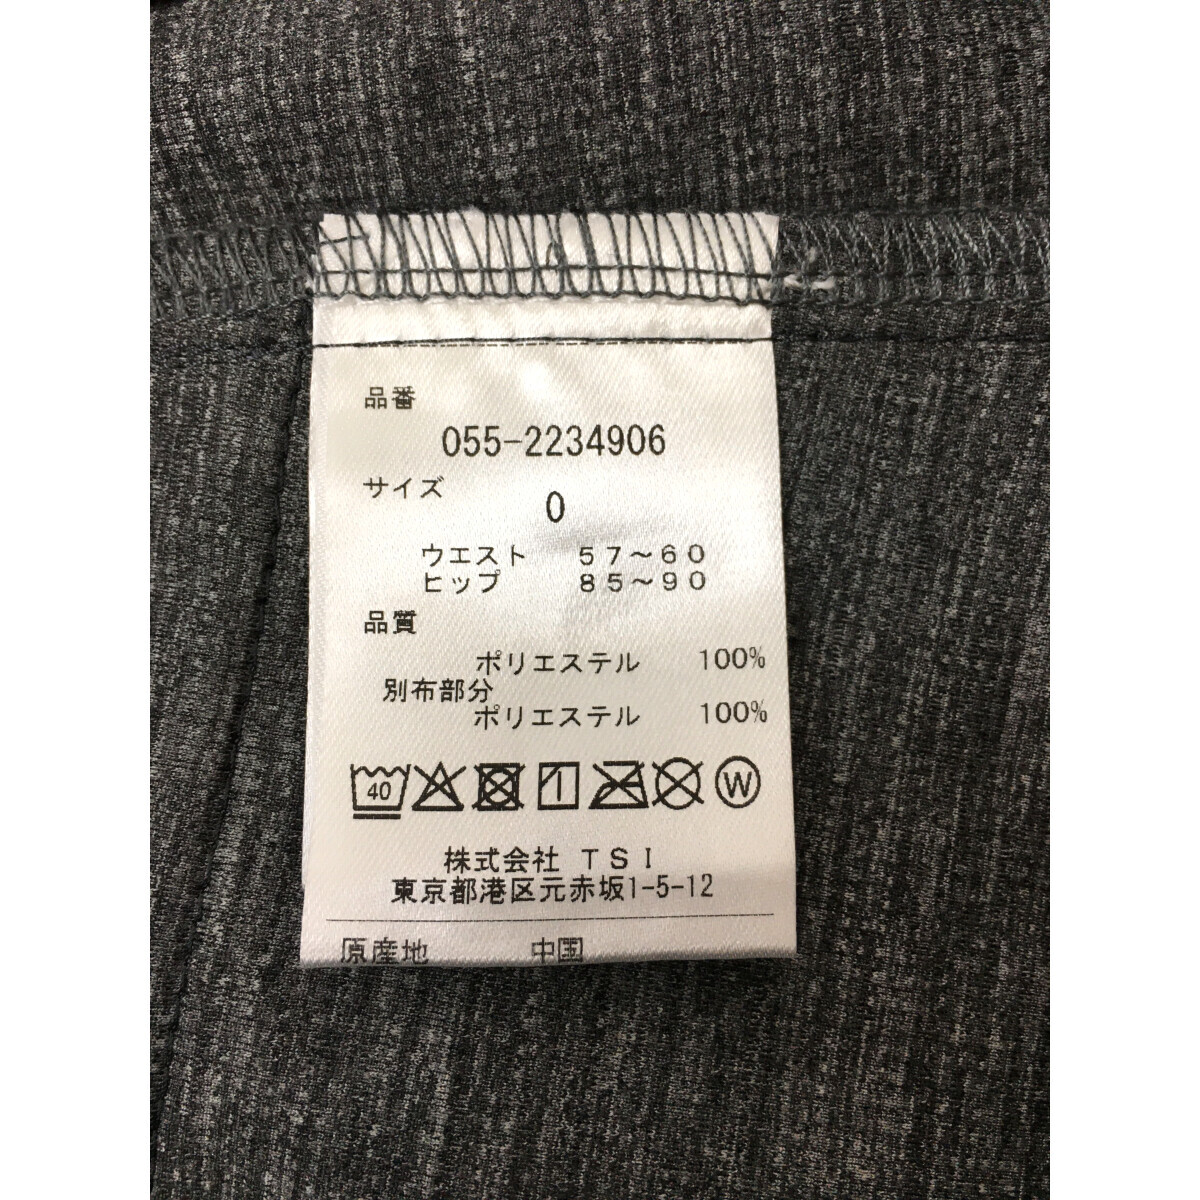 品番
055-2234906
サイズ
0
ウエスト 57～60
ヒップ 85～90
品質
ポリエステル 100%
別布部分
ポリエステル 100%
40 W
株式会社 TSI
東京都港区元赤坂1-5-12
原産地 中国